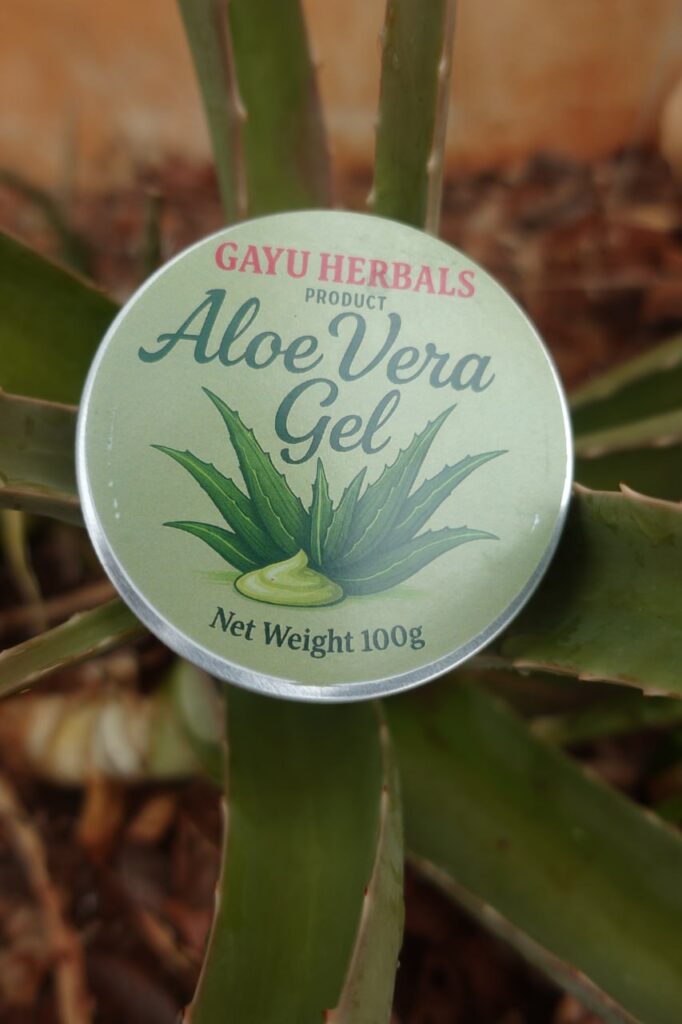 GAYU HERBALS
PRODUCT
Aloe Vera
Gel
Net Weight 100g